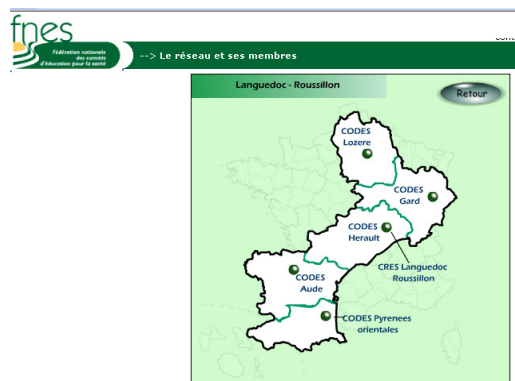 fnes
Fédération nationale
des comités
d'éducation pour la santé
--> Le réseau et ses membres
Languedoc - Roussillon
Retour
CODES
Lozere
CODES
Gard
CODES
Herault
CRES Languedoc
Roussillon
CODES
Aude
CODES Pyrenees
orientales